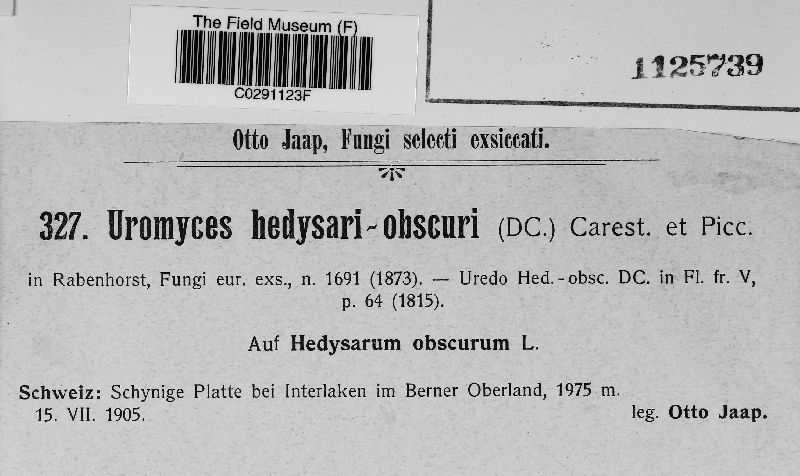 The Field Museum (F)
C0291123F
1125739
Otto Jaap, Fungi selecti exsiccati.
327. Uromyces hedysari-obscuri (DC.) Carest. et Picc.
in Rabenhorst, Fungi eur. exs., n. 1691 (1873). — Uredo Hed.-obsc. DC. in Fl. fr. V,
p. 64 (1815).
Auf Hedysarum obscurum L.
Schweiz: Schynige Platte bei Interlaken im Berner Oberland, 1975 m.
15. VII. 1905. leg. Otto Jaap.